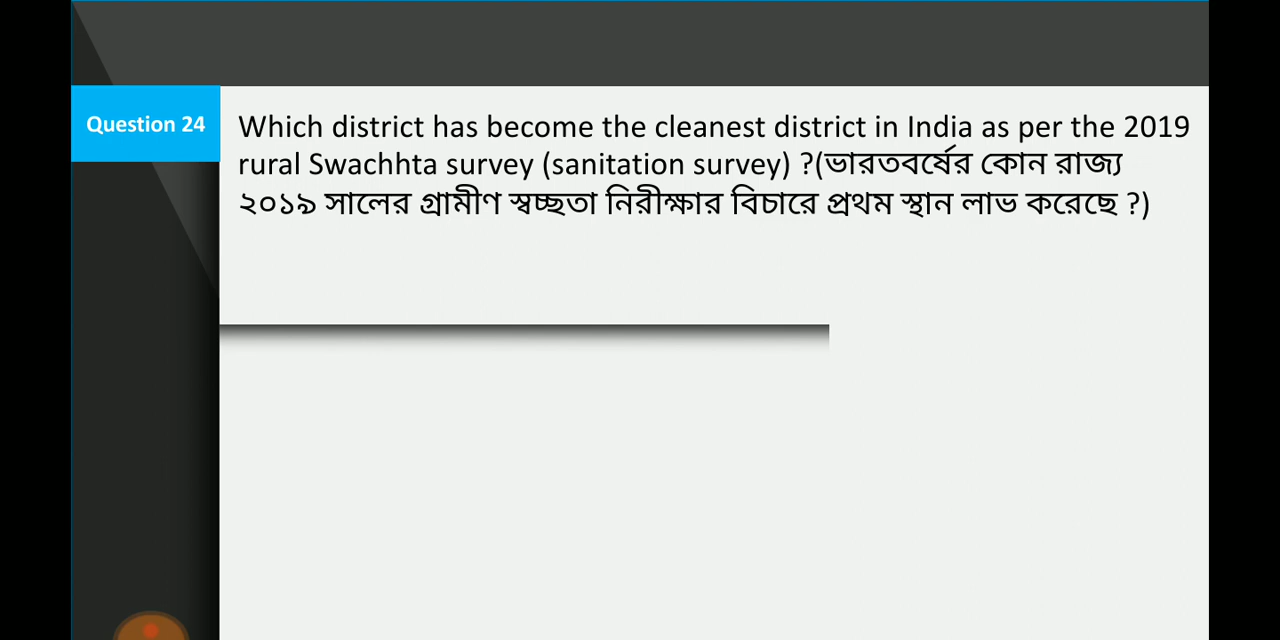 Question 24
Which district has become the cleanest district in India as per the 2019
rural Swachhta survey (sanitation survey) ?(ভারতবর্ষের কোন রাজ্য
২০১৯ সালের গ্রামীণ স্বচ্ছতা নিরীক্ষার বিচারে প্রথম স্থান লাভ করেছে ?)